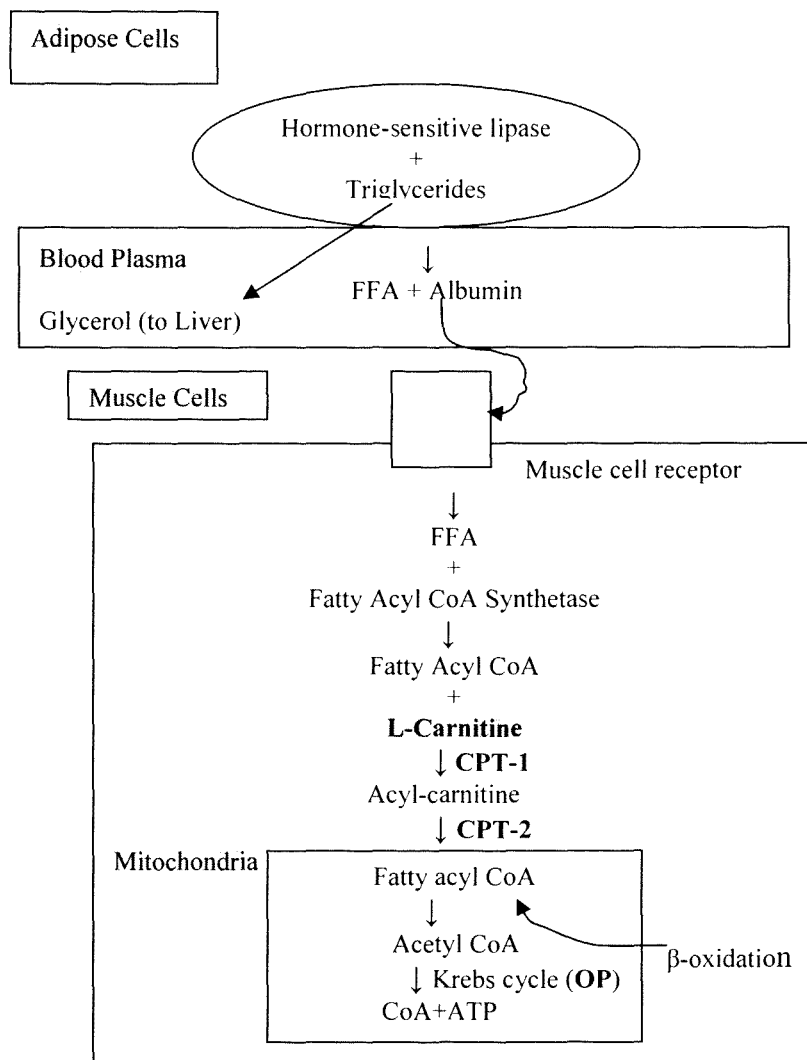 Adipose Cells
Hormone-sensitive lipase
+
Triglycerides
Blood Plasma
↓
FFA + Albumin
Glycerol (to Liver)
Muscle Cells
Muscle cell receptor
↓
FFA
+
Fatty Acyl CoA Synthetase
↓
Fatty Acyl CoA
+
L-Carnitine
↓ CPT-1
Acyl-carnitine
↓ CPT-2
Mitochondria
Fatty acyl CoA
↓
Acetyl CoA
β-oxidation
↓ Krebs cycle (OP)
CoA+ATP